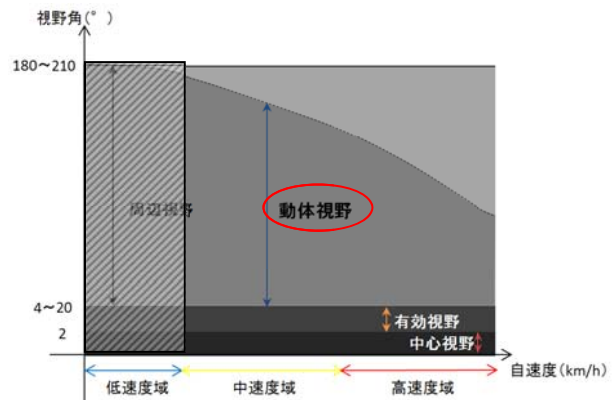 視野角(°)
180～210
周辺視野
動体視野
4～20
有効視野
2
中心視野
自速度(km/h)
低速度域
中速度域
高速度域